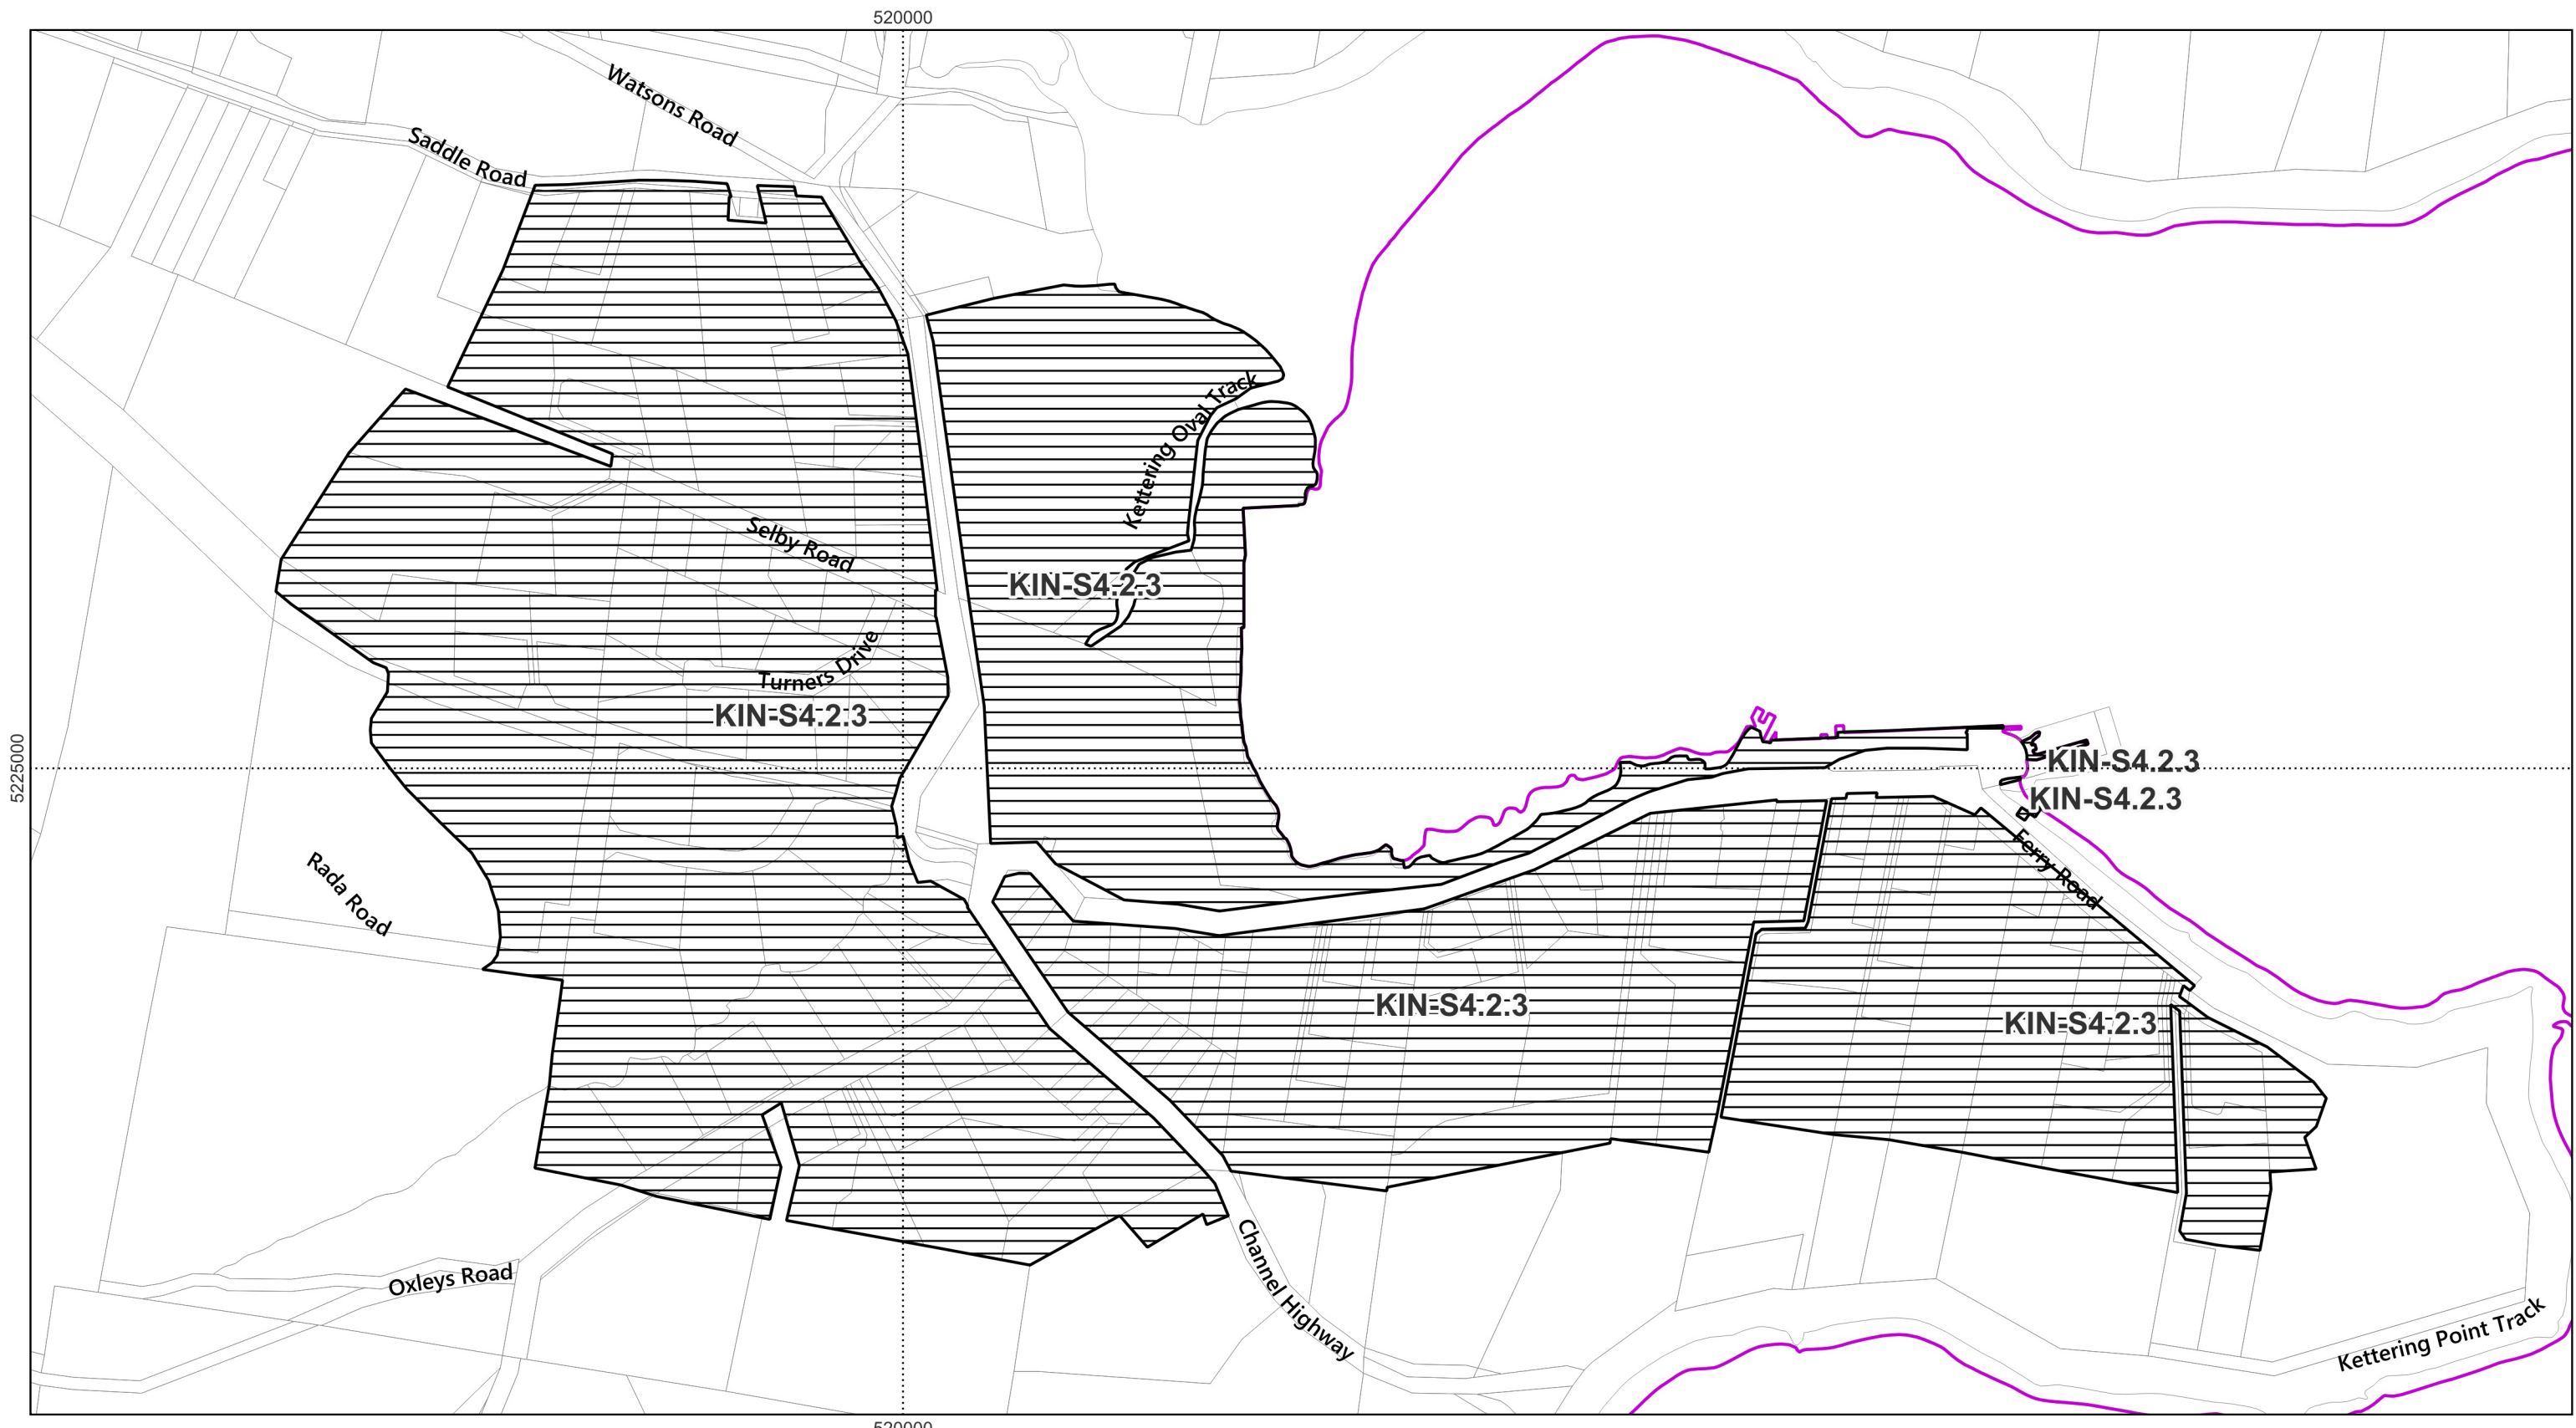 520000
Watsons Road
Saddle Road
Kettering Oval Track
Selby Road
KIN-S4.2.3
Turners Drive
KIN-S4.2.3
5225000
KIN-S4.2.3
KIN-S4.2.3
Ferry Road
Rada Road
KIN-S4.2.3
KIN-S4.2.3
Channel Highway
Oxleys Road
Kettering Point Track
520000